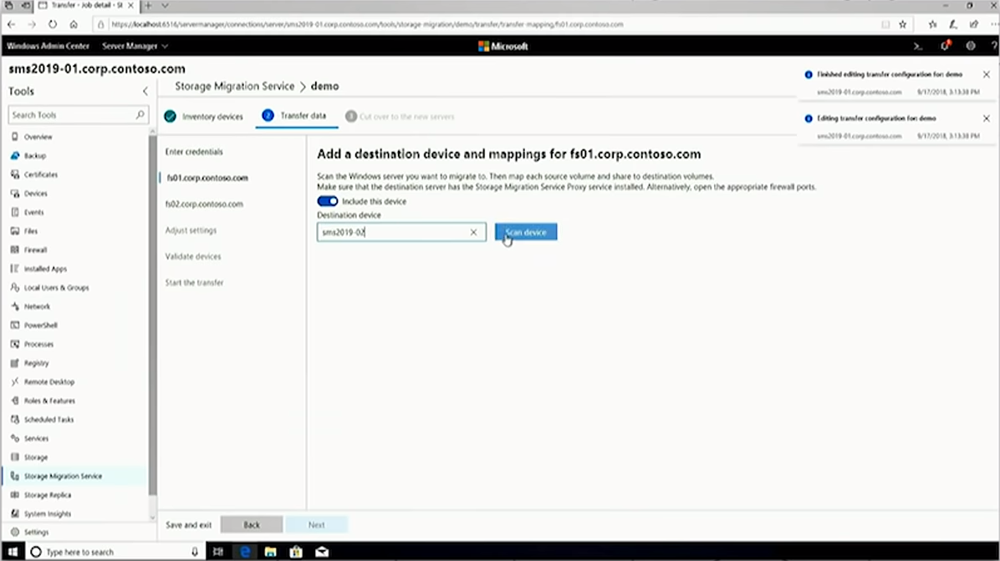 Transfer - Job detail - St
https://localhost:6516/servermanager/connections/server/sms2019-01.corp.contoso.com/tools/storage-migration/demo/transfer/transfer-mapping/fs01.corp.contoso.com
Windows Admin Center Server Manager Microsoft
sms2019-01.corp.contoso.com
Tools
Search Tools
Overview
Backup
Certificates
Devices
Events
Files
Firewall
Installed Apps
Local Users & Groups
Network
PowerShell
Processes
Registry
Remote Desktop
Roles & Features
Scheduled Tasks
Services
Storage
Storage Migration Service
Storage Replica
System Insights
Settings
Storage Migration Service > demo
Inventory devices
2 Transfer data
3 Cut over to the new servers
Enter credentials
fs01.corp.contoso.com
fs02.corp.contoso.com
Adjust settings
Validate devices
Start the transfer
Add a destination device and mappings for fs01.corp.contoso.com
Scan the Windows server you want to migrate to. Then map each source volume and share to destination volumes.
Make sure that the destination server has the Storage Migration Service Proxy service installed. Alternatively, open the appropriate firewall ports.
Include this device
Destination device
sms2019-02
Scan device
Finished editing transfer configuration for: demo
sms2019-01.corp.contoso.com 9/17/2018, 3:13:38 PM
Editing transfer configuration for: demo
sms2019-01.corp.contoso.com 9/17/2018, 3:13:38 PM
Save and exit Back Next
Type here to search